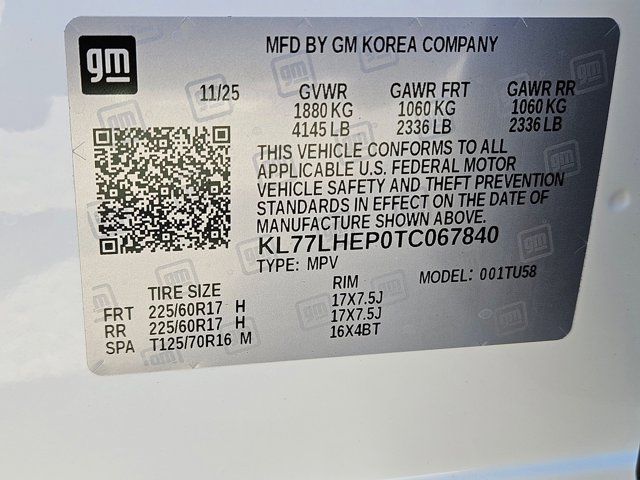 gm
MFD BY GM KOREA COMPANY
11/25 GVWR GAWR FRT GAWR RR
1880 KG 1060 KG 1060 KG
4145 LB 2336 LB 2336 LB
THIS VEHICLE CONFORMS TO ALL
APPLICABLE U.S. FEDERAL MOTOR
VEHICLE SAFETY AND THEFT PREVENTION
STANDARDS IN EFFECT ON THE DATE OF
MANUFACTURE SHOWN ABOVE.
KL77LHEP0TC067840
TYPE: MPV MODEL: 001TU58
TIRE SIZE RIM
FRT 225/60R17 H 17X7.5J
RR 225/60R17 H 17X7.5J
SPA T125/70R16 M 16X4BT